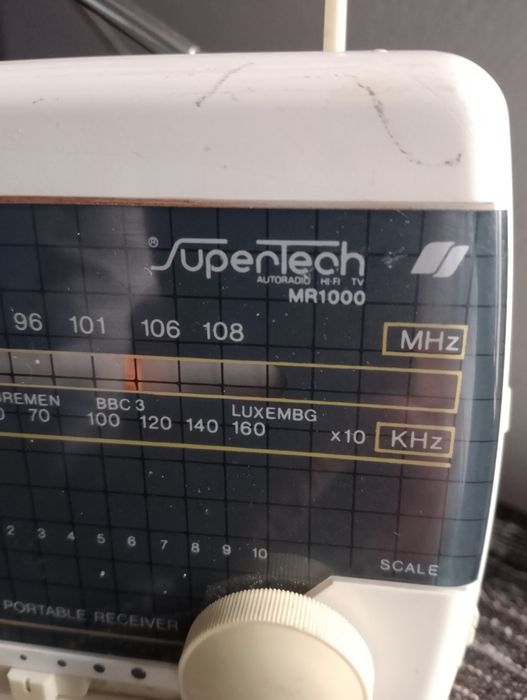 ® SuperTech
AUTORADIO HI-FI TV
MR1000
96 101 106 108 MHz
BREMEN BBC 3 LUXEMBG
70 100 120 140 160 x10 KHz
2 3 4 5 6 7 8 9 10
SCALE
PORTABLE RECEIVER